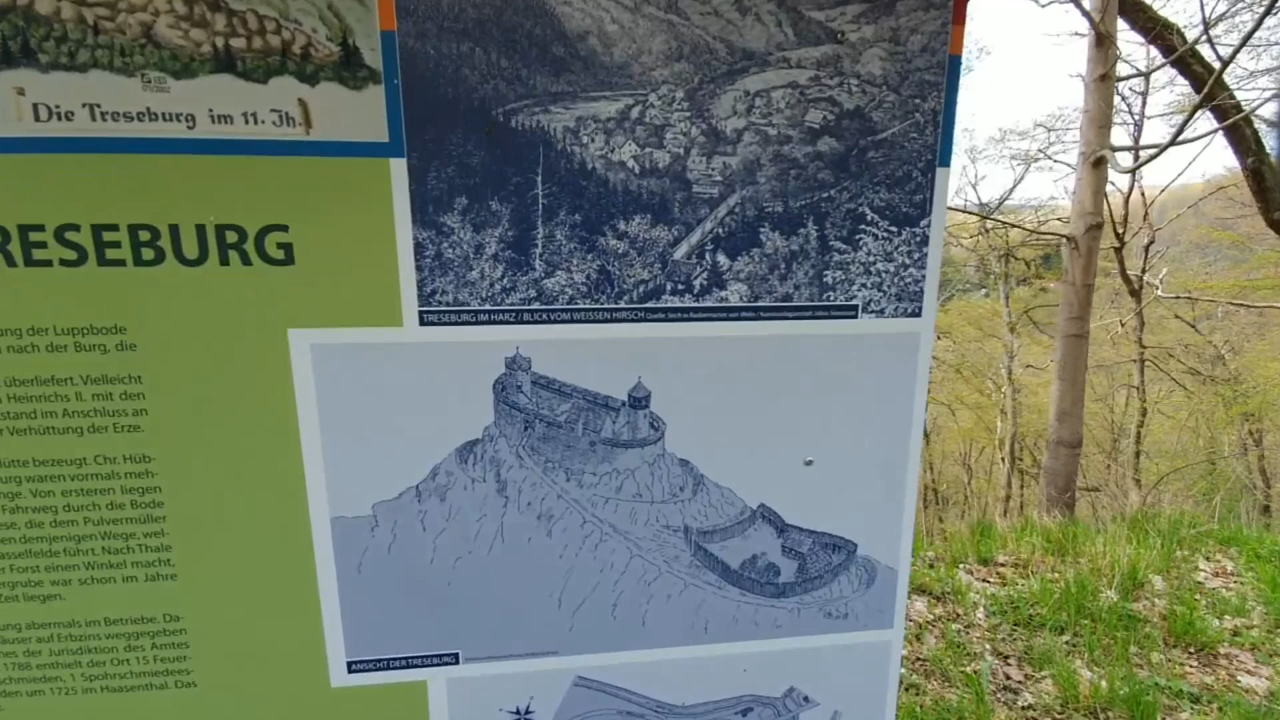 Die Treseburg im 11. Jh.
RESEBURG
ung der Luppbode
nach der Burg, die
überliefert. Vielleicht
Heinrichs II. mit den
stand im Anschluss an
r Verhüttung der Erze.
lütte bezeugt. Chr. Hüb-
urg waren vormals meh-
nge. Von ersteren liegen
Fahrweg durch die Bode
ese, die dem Pulvermüller
en demjenigen Wege, wel-
asselfelde führt. Nach Thale
r Forst einen Winkel macht,
ergrube war schon im Jahre
Zeit liegen.
ung abermals im Betriebe. Da-
äuser auf Erbzins weggegeben
nes der Jurisdiktion des Amtes
1788 enthielt der Ort 15 Feuer-
schmieden, 1 Spohrschmiedees-
den um 1725 im Haasenthal. Das
TRESEBURG IM HARZ / BLICK VOM WEISSEN HIRSCH
ANSICHT DER TRESEBURG